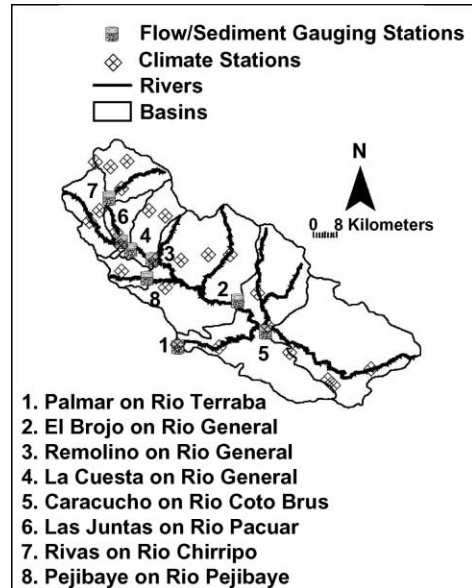 Flow/Sediment Gauging Stations
Climate Stations
Rivers
Basins
N
0 8 Kilometers
7
6
4
3
8
2
1
5
1. Palmar on Rio Terraba
2. El Brojo on Rio General
3. Remolino on Rio General
4. La Cuesta on Rio General
5. Caracucho on Rio Coto Brus
6. Las Juntas on Rio Pacuar
7. Rivas on Rio Chirripo
8. Pejibaye on Rio Pejibaye